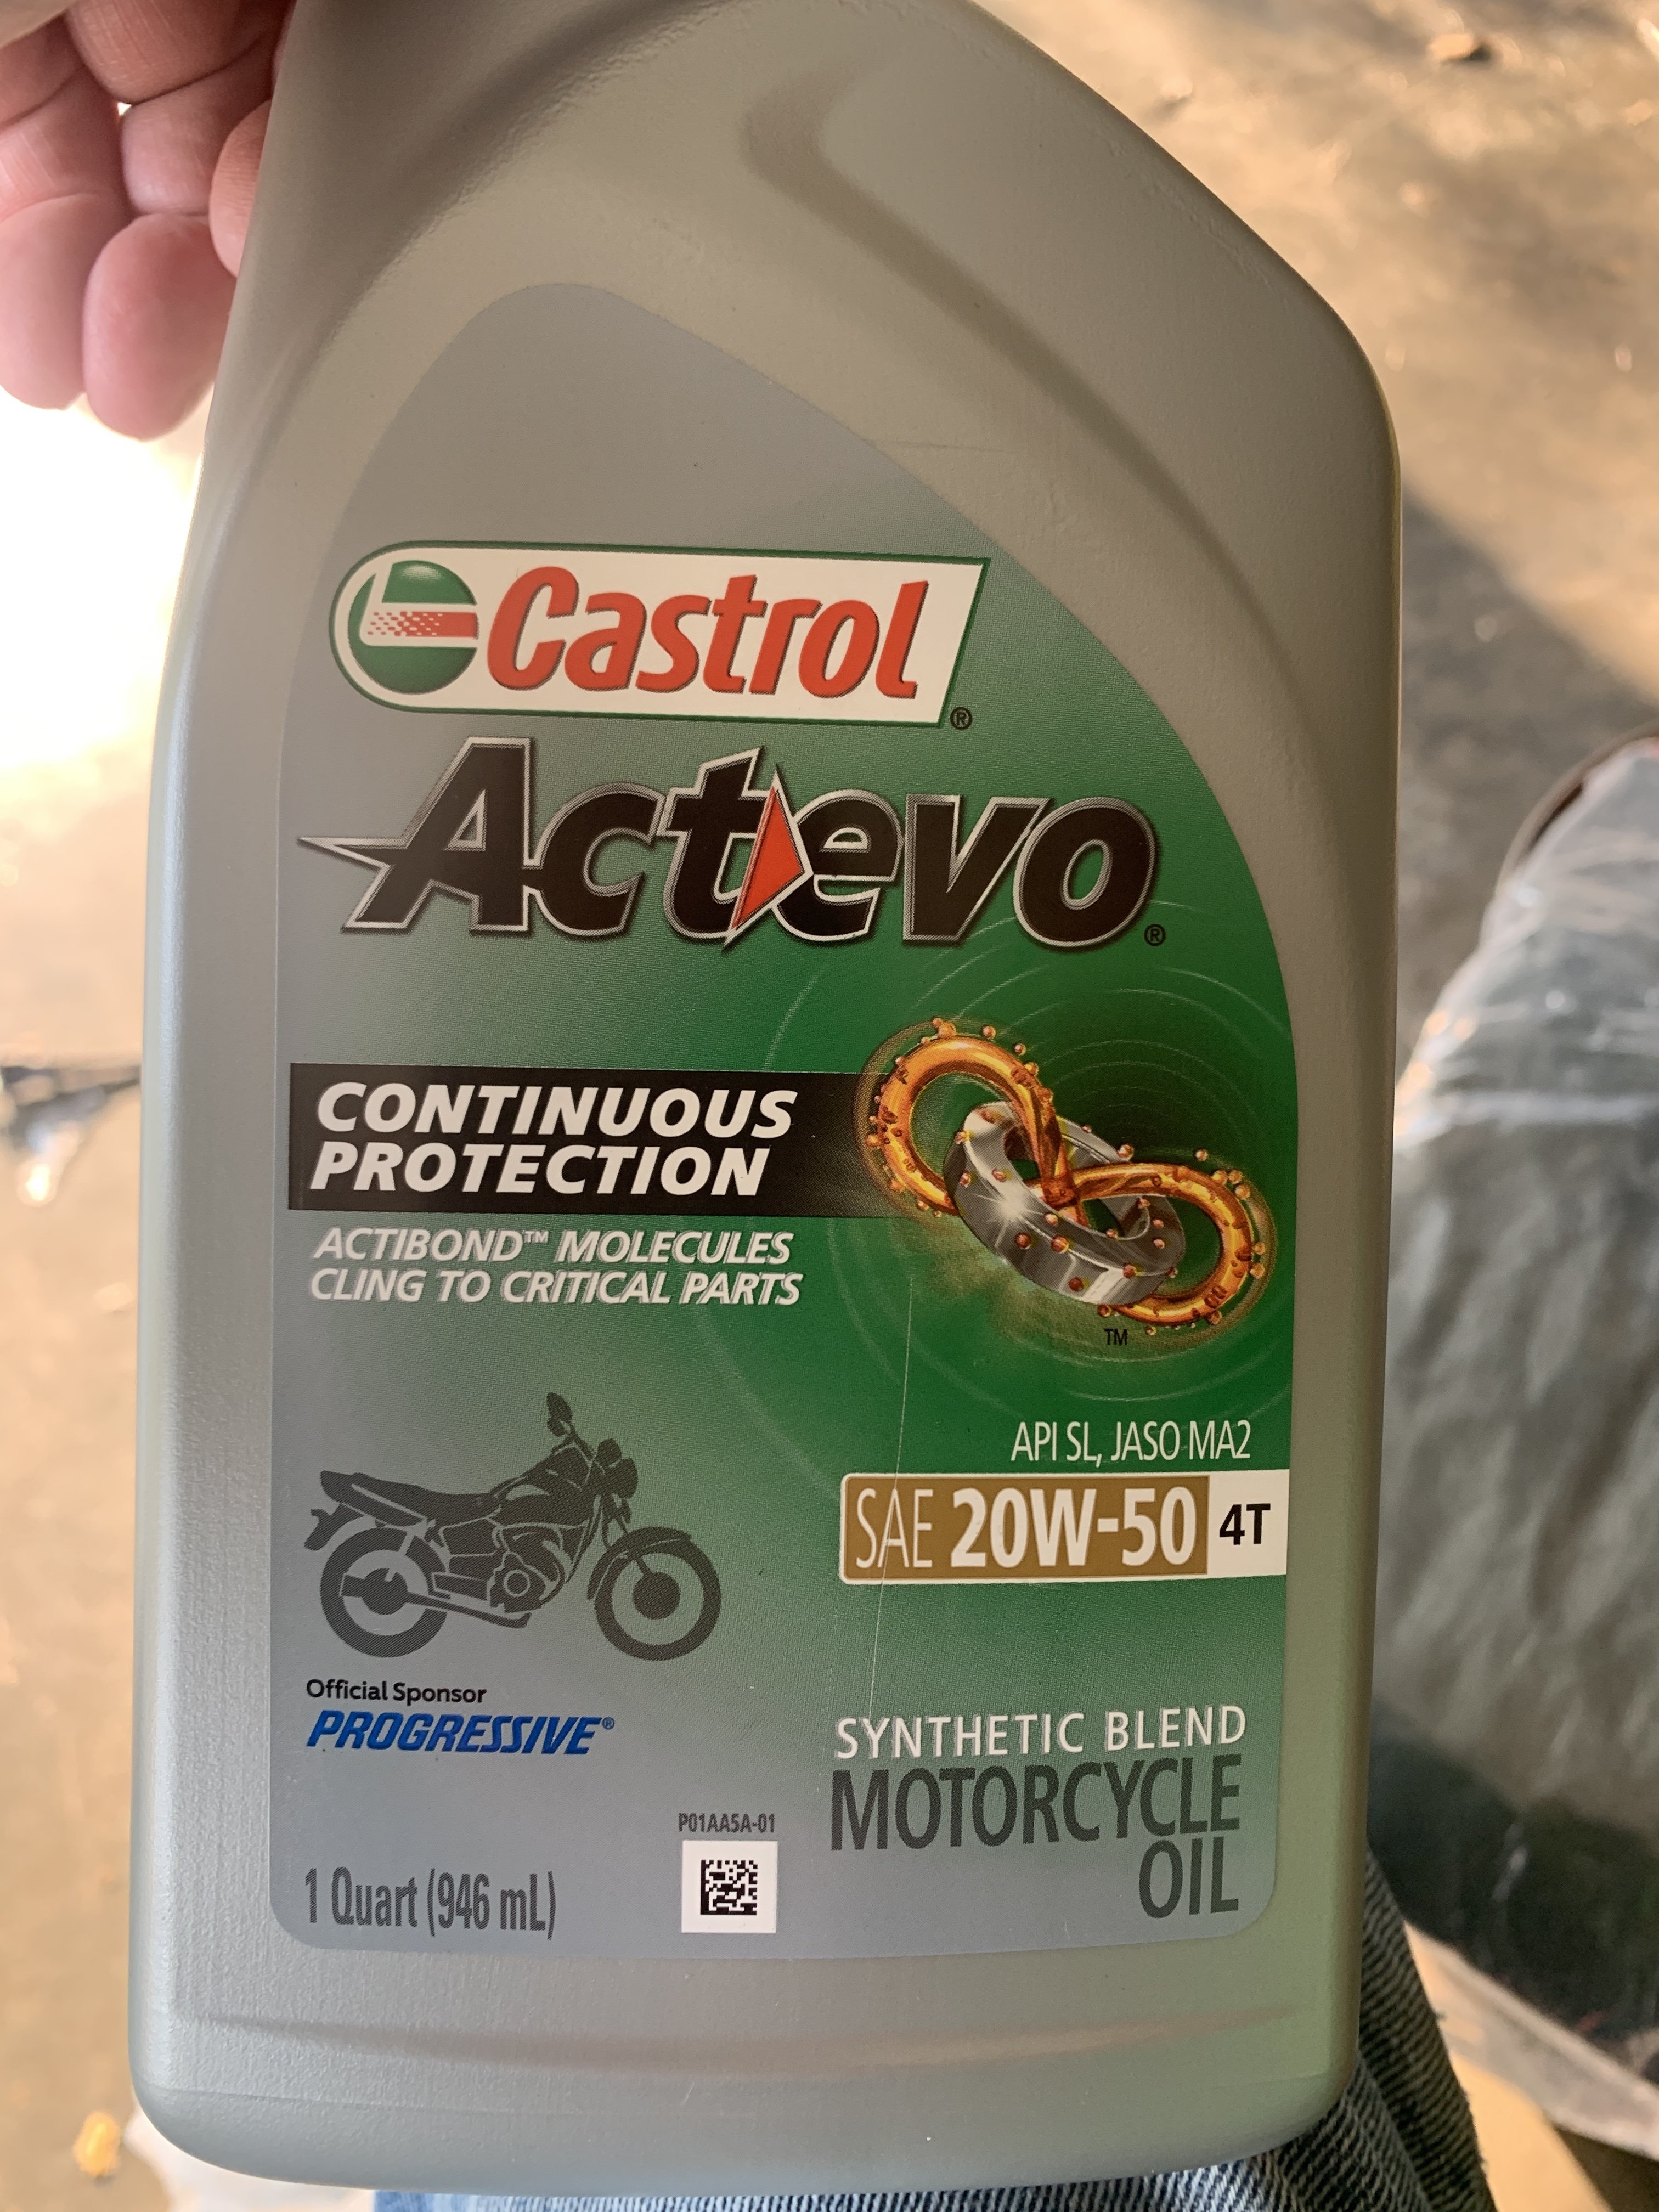 Castrol®
Actevo®
CONTINUOUS
PROTECTION
ACTIBOND™ MOLECULES
CLING TO CRITICAL PARTS
TM
API SL, JASO MA2
SAE 20W-50 4T
Official Sponsor
PROGRESSIVE®
SYNTHETIC BLEND
MOTORCYCLE
OIL
P01AA5A-01
1 Quart (946 mL)